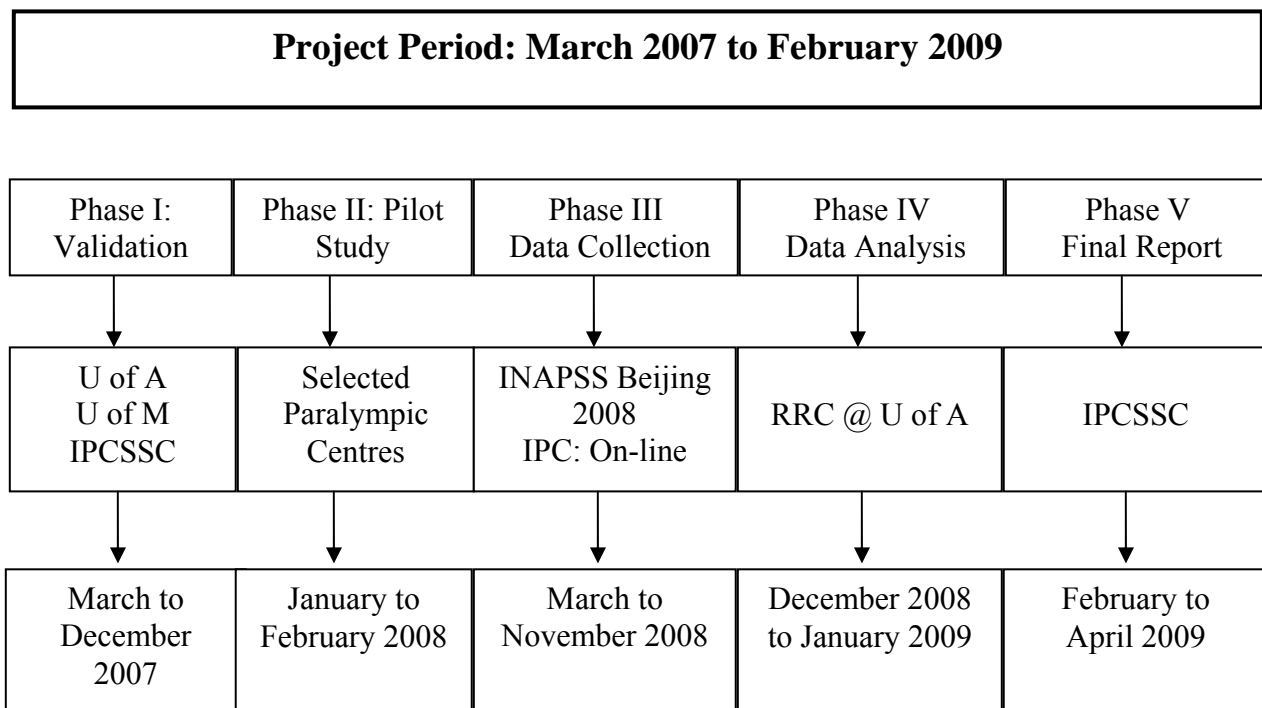 Project Period: March 2007 to February 2009
Phase I:
Validation
Phase II: Pilot
Study
Phase III
Data Collection
Phase IV
Data Analysis
Phase V
Final Report
U of A
U of M
IPCSSC
Selected
Paralympic
Centres
INAPSS Beijing
2008
IPC: On-line
RRC @ U of A
IPCSSC
March to
December
2007
January to
February 2008
March to
November 2008
December 2008
to January 2009
February to
April 2009